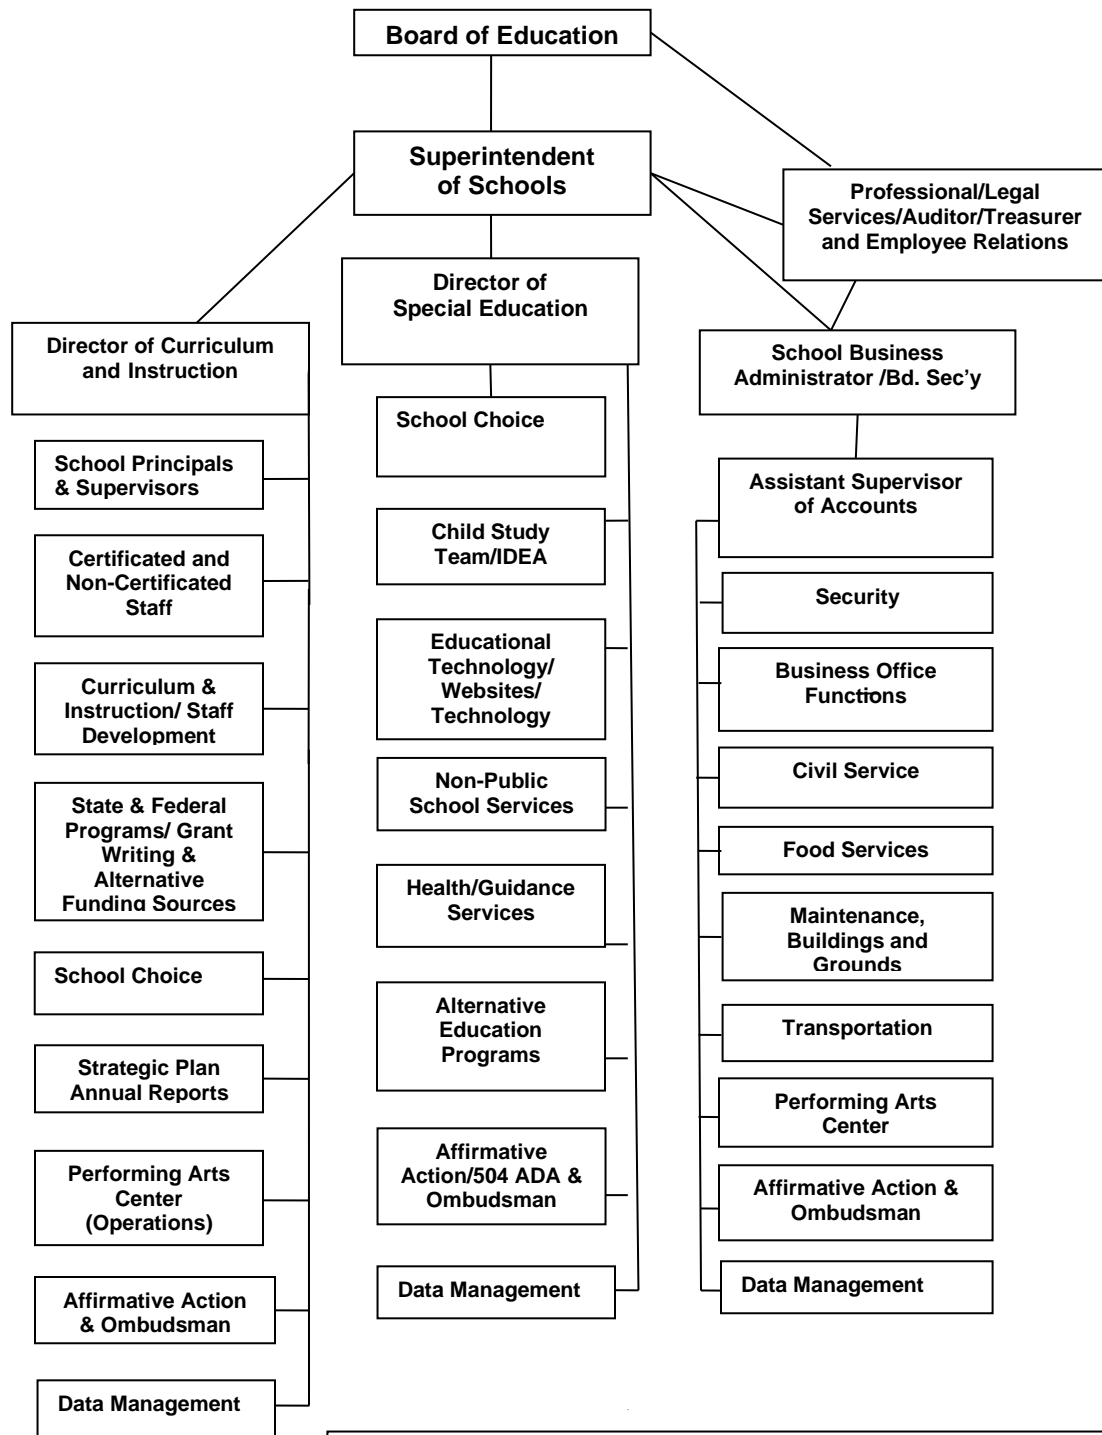 Board of Education
Superintendent
of Schools
Professional/Legal
Services/Auditor/Treasurer
and Employee Relations
Director of
Special Education
Director of Curriculum
and Instruction
School Business
Administrator /Bd. Sec’y
School Principals
& Supervisors
Certificated and
Non-Certificated
Staff
Curriculum &
Instruction/ Staff
Development
State & Federal
Programs/ Grant
Writing &
Alternative
Funding Sources
School Choice
Strategic Plan
Annual Reports
Performing Arts
Center
(Operations)
Affirmative Action
& Ombudsman
Data Management
School Choice
Child Study
Team/IDEA
Educational
Technology/
Websites/
Technology
Non-Public
School Services
Health/Guidance
Services
Alternative
Education
Programs
Affirmative
Action/504 ADA &
Ombudsman
Data Management
Assistant Supervisor
of Accounts
Security
Business Office
Functions
Civil Service
Food Services
Maintenance,
Buildings and
Grounds
Transportation
Performing Arts
Center
Affirmative Action &
Ombudsman
Data Management